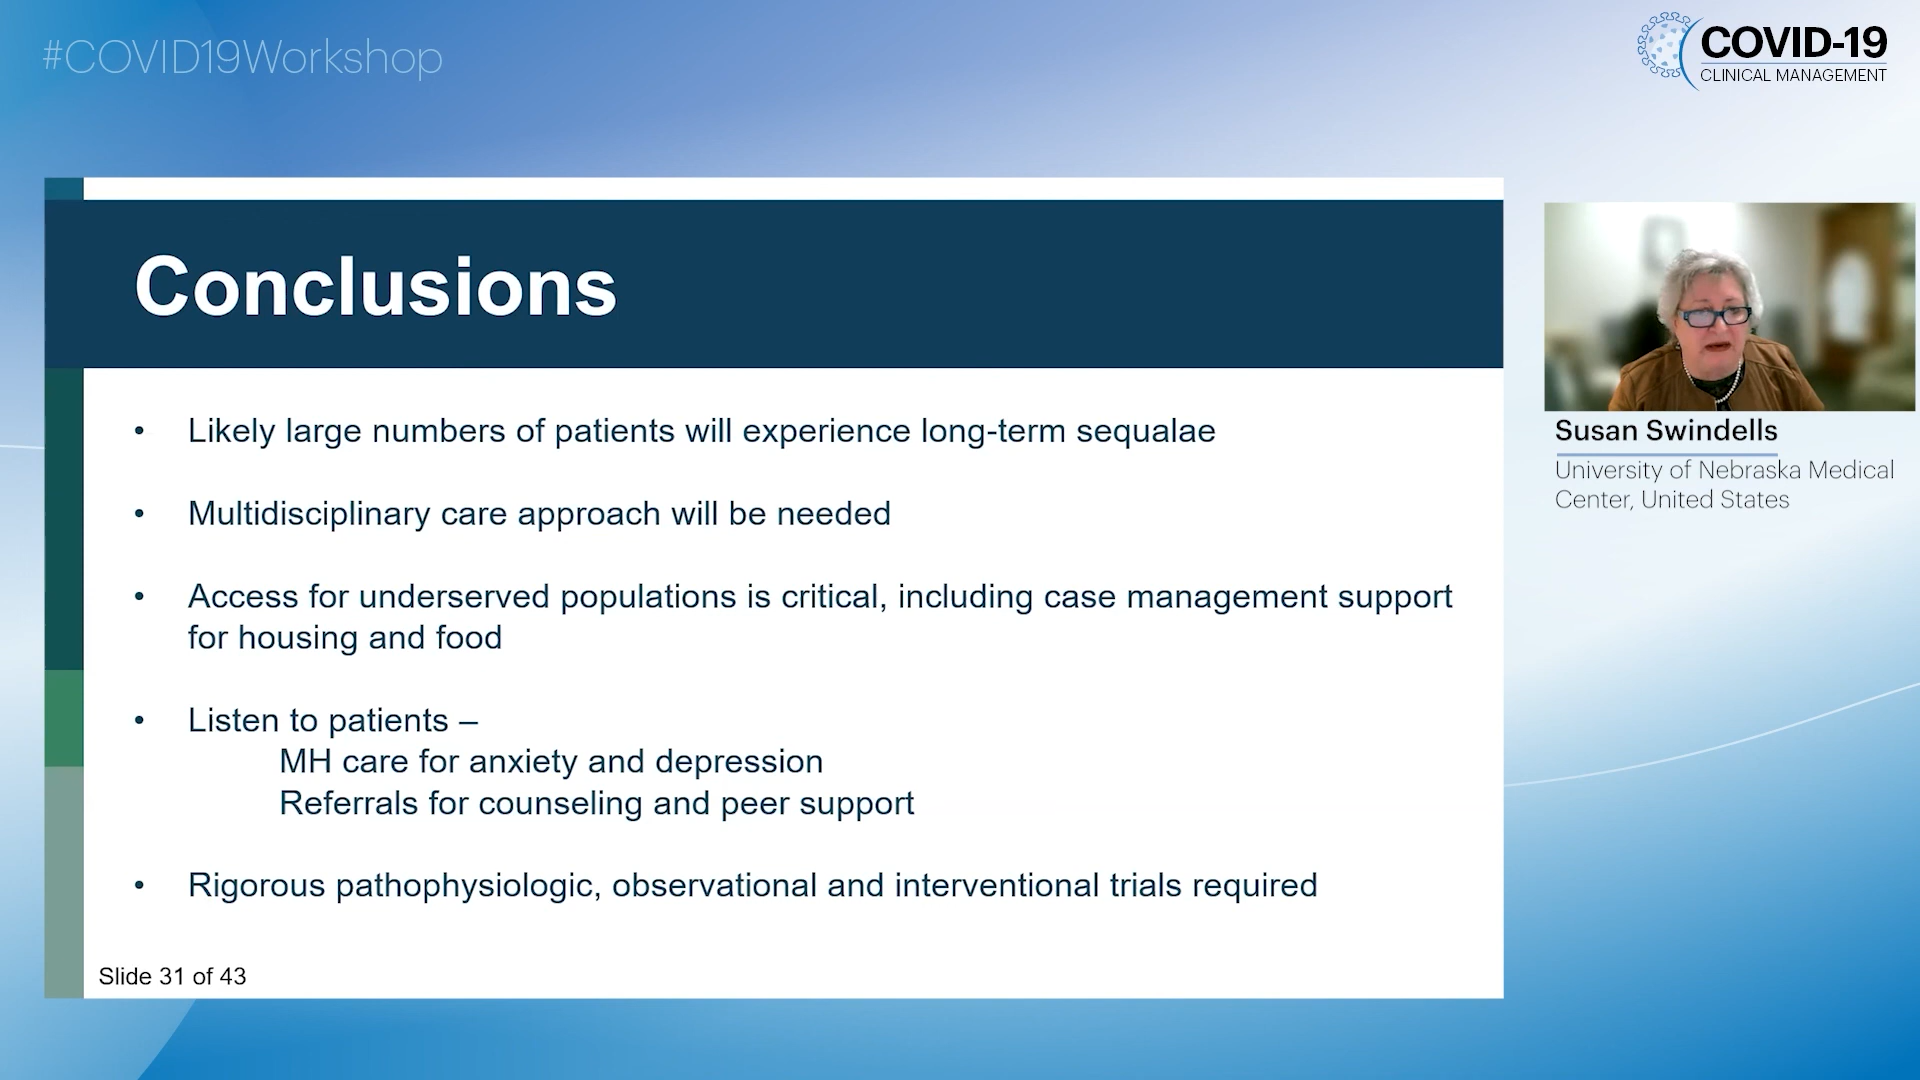 #COVID19Workshop
COVID-19
CLINICAL MANAGEMENT
Conclusions
• Likely large numbers of patients will experience long-term sequalae
• Multidisciplinary care approach will be needed
• Access for underserved populations is critical, including case management support
for housing and food
• Listen to patients –
MH care for anxiety and depression
Referrals for counseling and peer support
• Rigorous pathophysiologic, observational and interventional trials required
Slide 31 of 43
Susan Swindells
University of Nebraska Medical
Center, United States